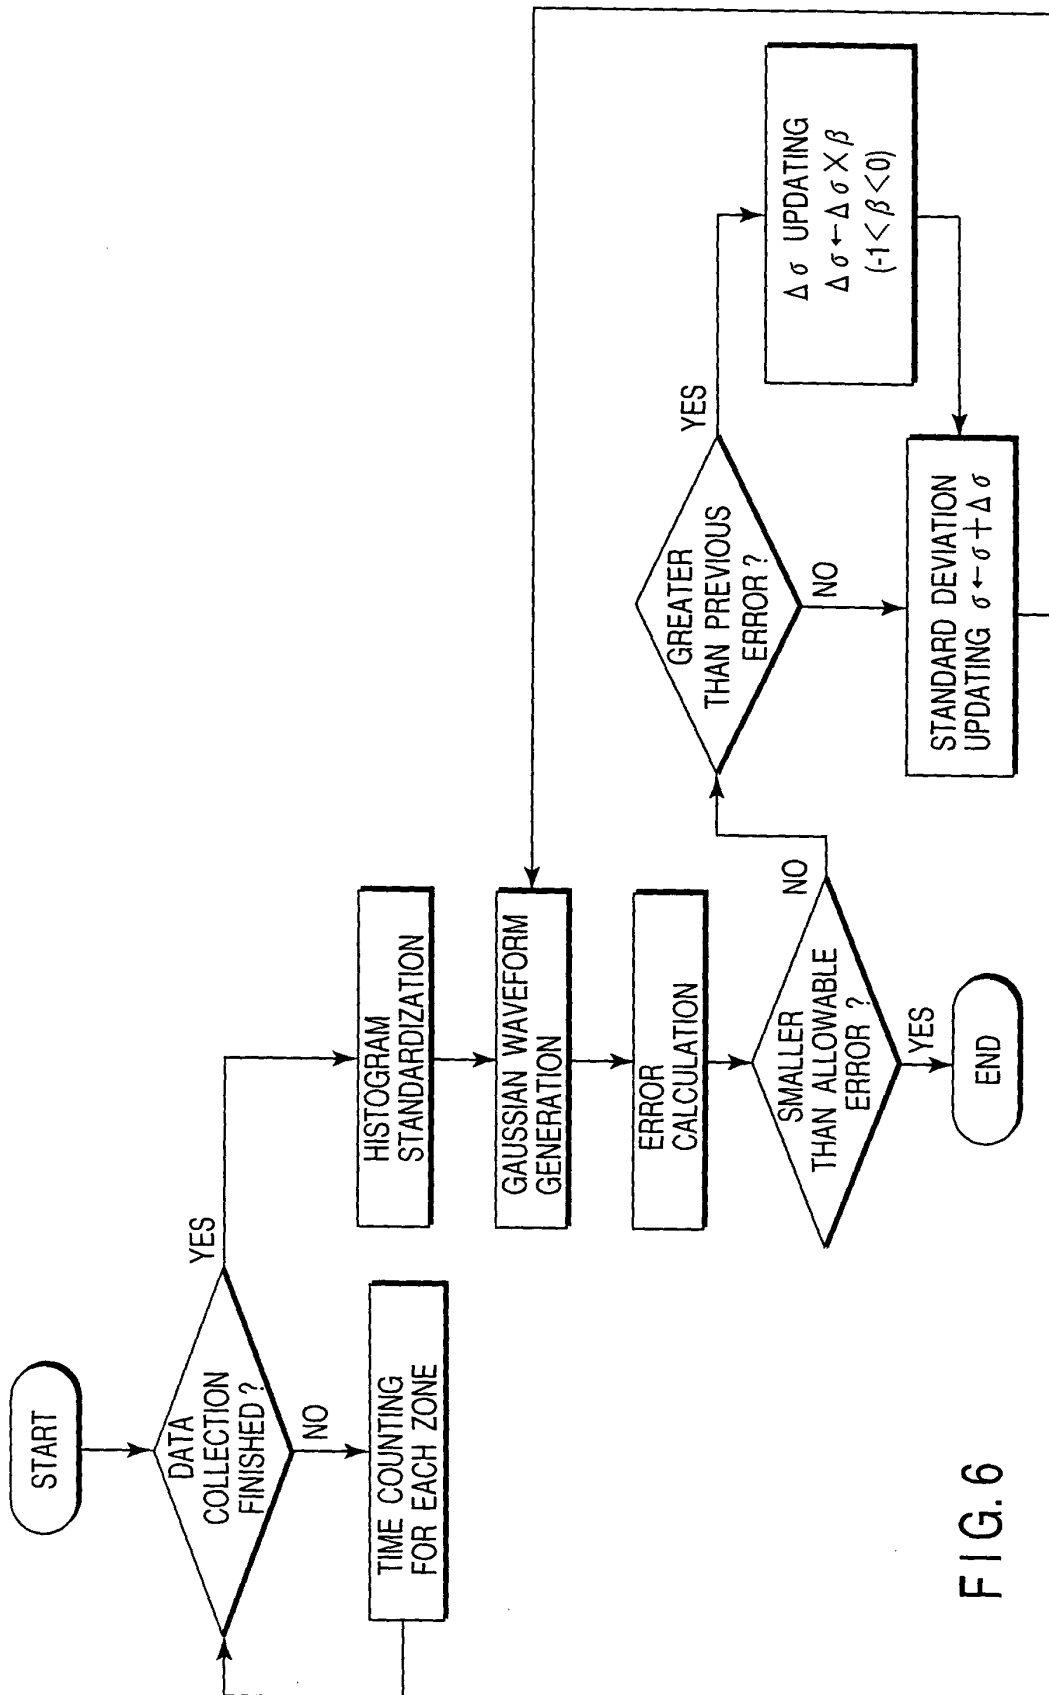 START
DATA
COLLECTION
FINISHED?
YES
NO
TIME COUNTING
FOR EACH ZONE
HISTOGRAM
STANDARDIZATION
GAUSSIAN WAVEFORM
GENERATION
ERROR
CALCULATION
SMALLER
THAN ALLOWABLE
ERROR ?
YES
NO
END
GREATER
THAN PREVIOUS
ERROR ?
YES
NO
Δσ UPDATING
Δσ←Δσ×β
(-1<β<0)
STANDARD DEVIATION
UPDATING σ←σ+Δσ
FIG. 6